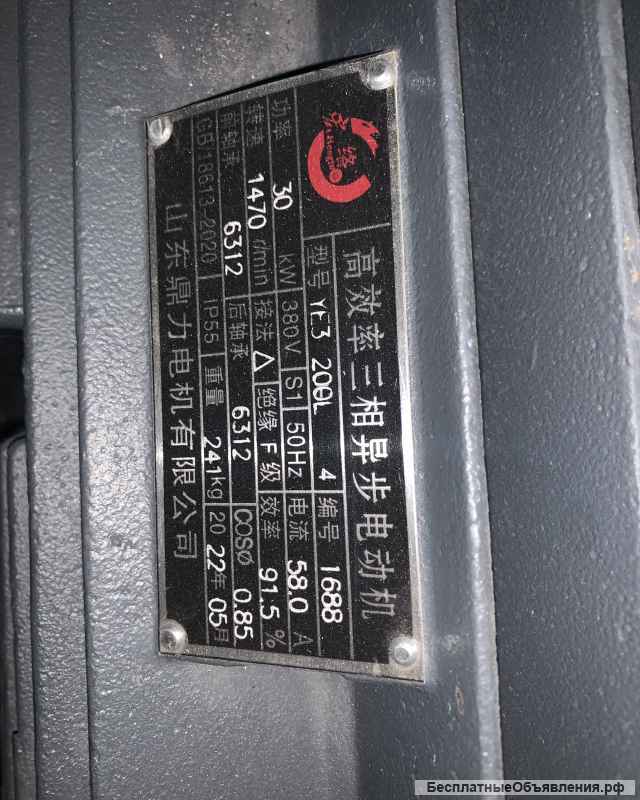 高效率三相异步电动机
型号 YE3 200L 4 编号 1688
功率 30 kW 380V S1 50Hz 电流 58.0 A
转速 1470 r/min 接法 △ 绝缘 F 级 效率 91.5 %
前轴承 6312 后轴承 6312 COSØ 0.85
GB 18613-2020 IP55 重量 241kg 2022年05月
山东鼎力电机有限公司
БесплатныеОбъявления.рф